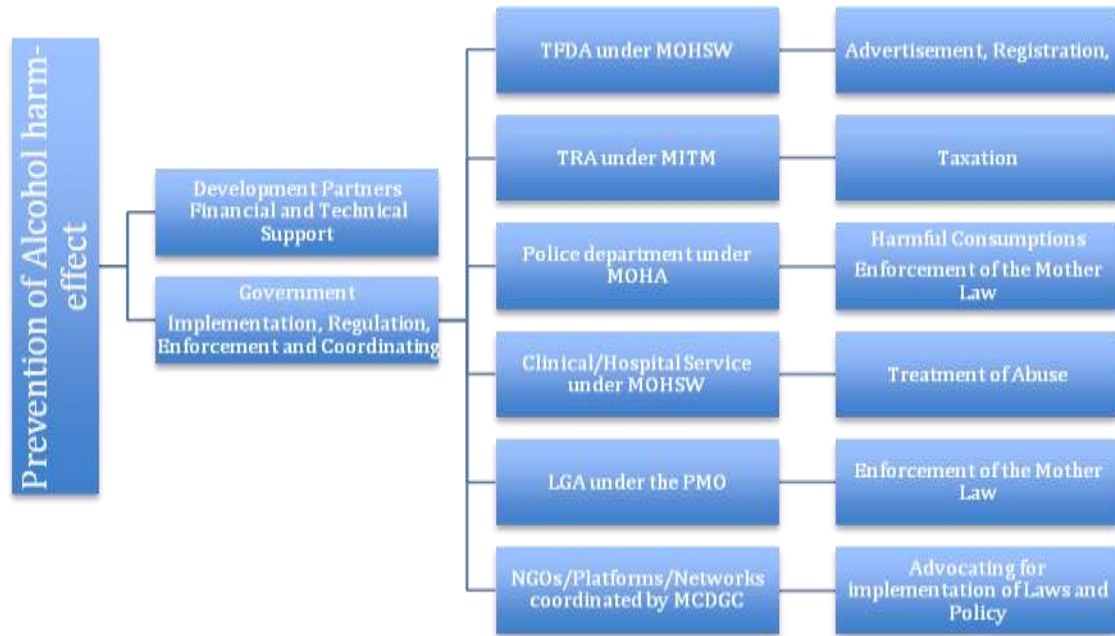 Prevention of Alcohol harm-
effect
Development Partners
Financial and Technical
Support
Government
Implementation, Regulation,
Enforcement and Coordinating
TFDA under MOHSW
Advertisement, Registration,
TRA under MITM
Taxation
Police department under
MOHA
Harmful Consumptions
Enforcement of the Mother
Law
Clinical/Hospital Service
under MOHSW
Treatment of Abuse
LGA under the PMO
Enforcement of the Mother
Law
NGOs/Platforms/Networks
coordinated by MCDGC
Advocating for
implementation of Laws and
Policy